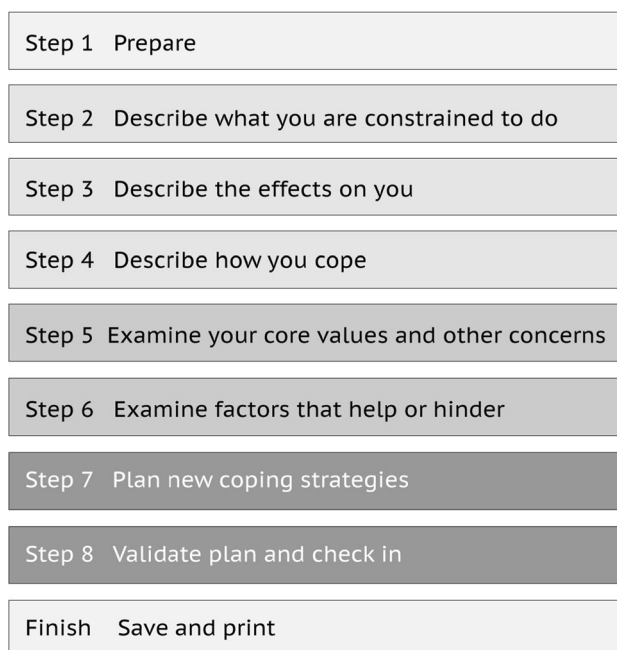 Step 1 Prepare
Step 2 Describe what you are constrained to do
Step 3 Describe the effects on you
Step 4 Describe how you cope
Step 5 Examine your core values and other concerns
Step 6 Examine factors that help or hinder
Step 7 Plan new coping strategies
Step 8 Validate plan and check in
Finish Save and print